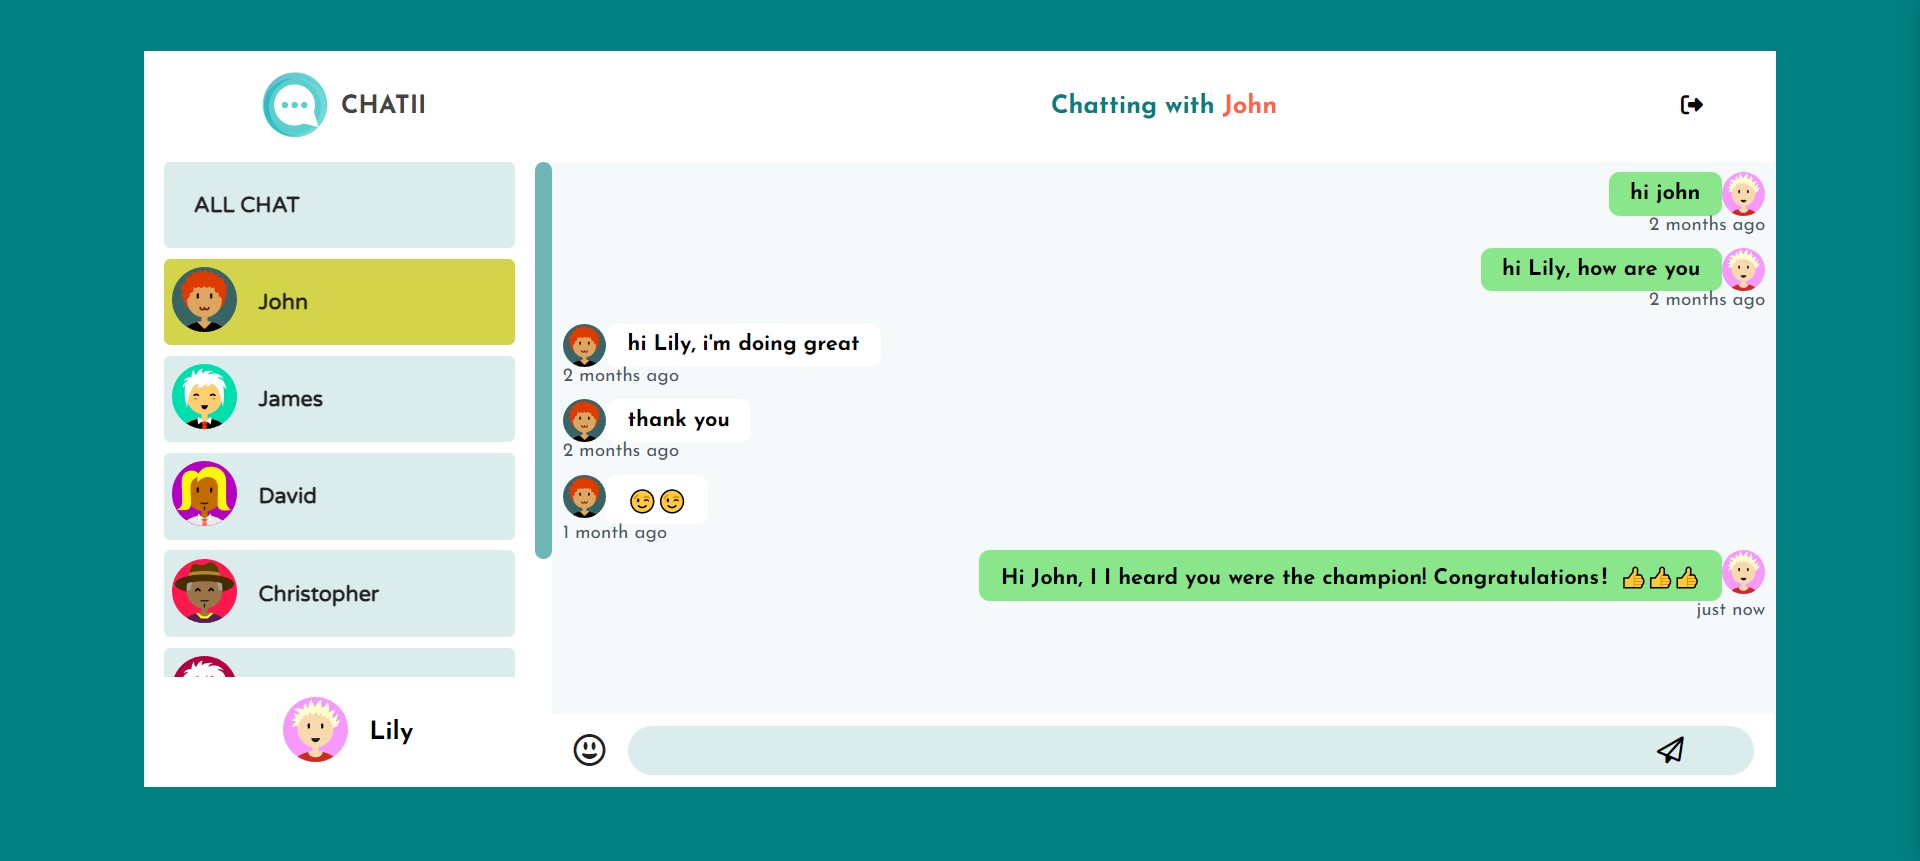 CHATII
Chatting with John
ALL CHAT
John
James
David
Christopher
Lily
hi john
2 months ago
hi Lily, how are you
2 months ago
hi Lily, i'm doing great
2 months ago
thank you
2 months ago
😉😉
1 month ago
Hi John, I I heard you were the champion! Congratulations! 👍👍👍
just now